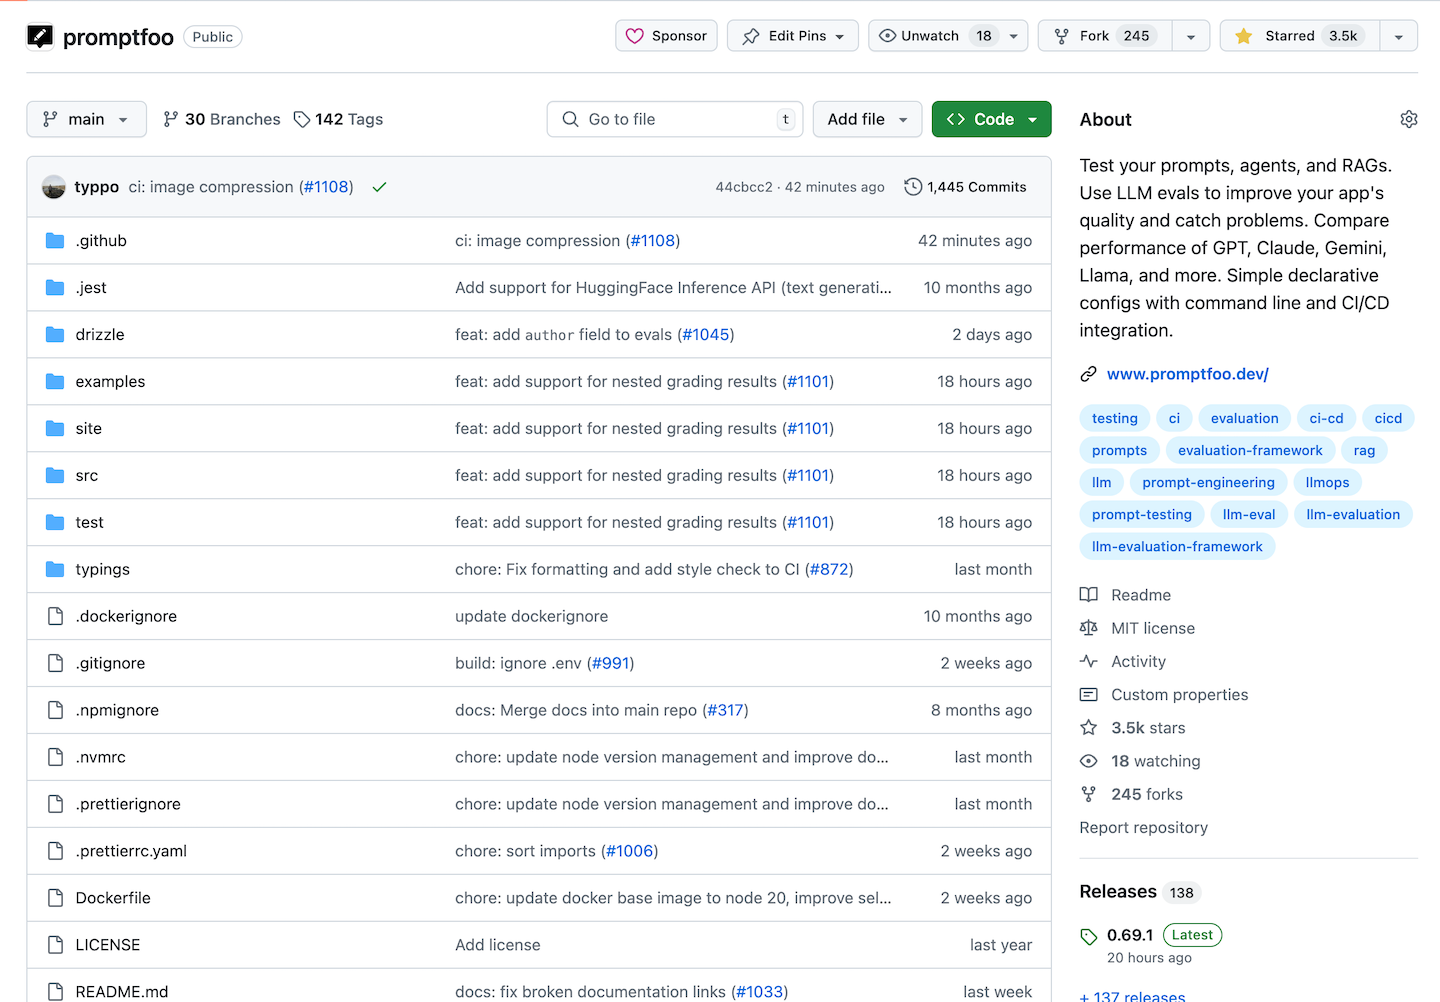 promptfoo Public Sponsor Edit Pins Unwatch 18 Fork 245 Starred 3.5k
main 30 Branches 142 Tags Go to file t Add file Code
typpo ci: image compression (#1108) 44cbcc2 · 42 minutes ago 1,445 Commits
.github ci: image compression (#1108) 42 minutes ago
.jest Add support for HuggingFace Inference API (text generati... 10 months ago
drizzle feat: add author field to evals (#1045) 2 days ago
examples feat: add support for nested grading results (#1101) 18 hours ago
site feat: add support for nested grading results (#1101) 18 hours ago
src feat: add support for nested grading results (#1101) 18 hours ago
test feat: add support for nested grading results (#1101) 18 hours ago
typings chore: Fix formatting and add style check to CI (#872) last month
.dockerignore update dockerignore 10 months ago
.gitignore build: ignore .env (#991) 2 weeks ago
.npmignore docs: Merge docs into main repo (#317) 8 months ago
.nvmrc chore: update node version management and improve do... last month
.prettierignore chore: update node version management and improve do... last month
.prettierrc.yaml chore: sort imports (#1006) 2 weeks ago
Dockerfile chore: update docker base image to node 20, improve sel... 2 weeks ago
LICENSE Add license last year
README.md docs: fix broken documentation links (#1033) last week
About
Test your prompts, agents, and RAGs.
Use LLM evals to improve your app's
quality and catch problems. Compare
performance of GPT, Claude, Gemini,
Llama, and more. Simple declarative
configs with command line and CI/CD
integration.
www.promptfoo.dev/
testing ci evaluation ci-cd cicd
prompts evaluation-framework rag
llm prompt-engineering llmops
prompt-testing llm-eval llm-evaluation
llm-evaluation-framework
Readme
MIT license
Activity
Custom properties
3.5k stars
18 watching
245 forks
Report repository
Releases 138
0.69.1 Latest
20 hours ago
+ 137 releases